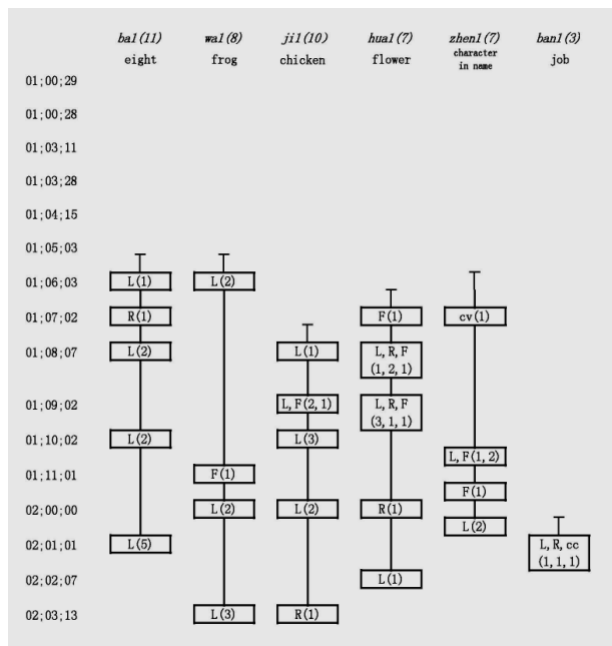 ba1(11) wa1(8) ji1(10) hua1(7) zhen1(7) ban1(3)
eight frog chicken flower character in name job
01;00;29
01;00;28
01;03;11
01;03;28
01;04;15
01;05;03
01;06;03 L(1) L(2)
01;07;02 R(1) F(1) cv(1)
01;08;07 L(2) L(1) L, R, F
(1, 2, 1)
01;09;02 L, F(2, 1) L, R, F
(3, 1, 1)
01;10;02 L(2) L(3)
L, F(1, 2)
01;11;01 F(1)
F(1)
02;00;00 L(2) L(2) R(1)
L(2)
02;01;01 L(5) L, R, cc
(1, 1, 1)
02;02;07 L(1)
02;03;13 L(3) R(1)